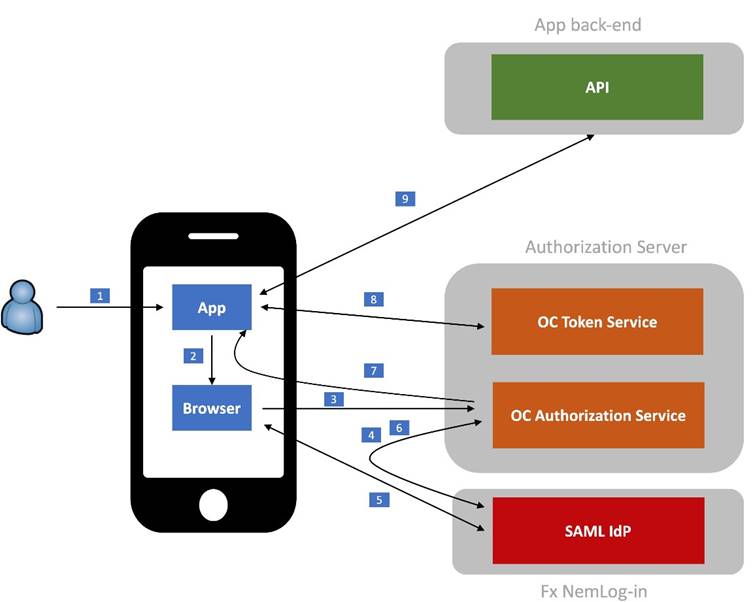 App back-end
API
9
Authorization Server
1
App
8
OC Token Service
2
7
Browser
3
OC Authorization Service
4
6
5
SAML IdP
Fx NemLog-in